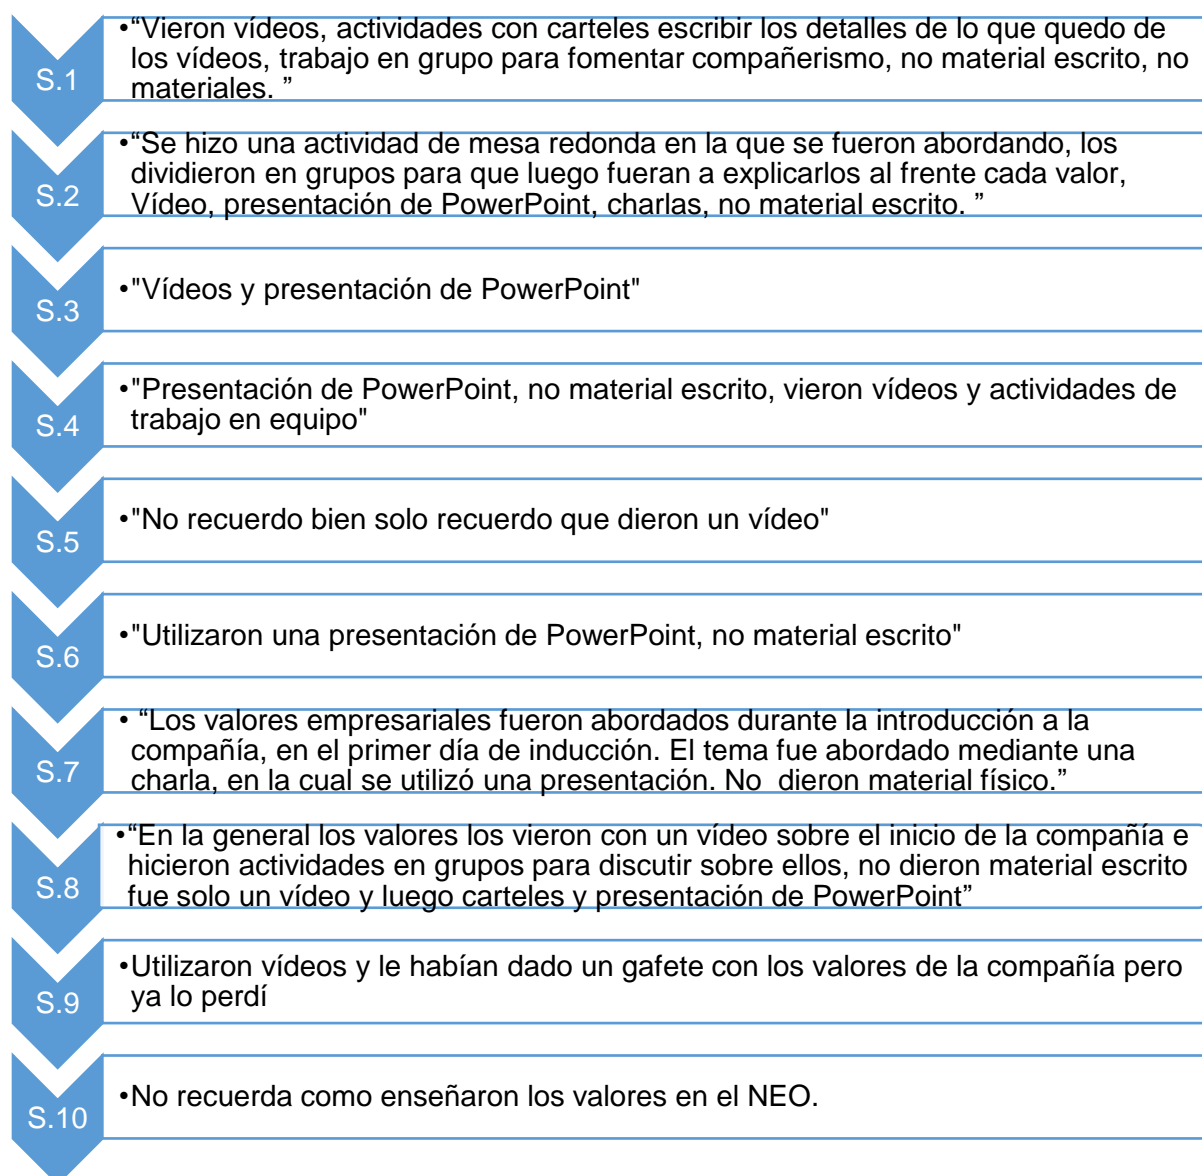 S.1
•“Vieron vídeos, actividades con carteles escribir los detalles de lo que quedo de
los vídeos, trabajo en grupo para fomentar compañerismo, no material escrito, no
materiales. ”
S.2
•“Se hizo una actividad de mesa redonda en la que se fueron abordando, los
dividieron en grupos para que luego fueran a explicarlos al frente cada valor,
Vídeo, presentación de PowerPoint, charlas, no material escrito. ”
S.3
•"Vídeos y presentación de PowerPoint"
S.4
•"Presentación de PowerPoint, no material escrito, vieron vídeos y actividades de
trabajo en equipo"
S.5
•"No recuerdo bien solo recuerdo que dieron un vídeo"
S.6
•"Utilizaron una presentación de PowerPoint, no material escrito"
S.7
• “Los valores empresariales fueron abordados durante la introducción a la
compañía, en el primer día de inducción. El tema fue abordado mediante una
charla, en la cual se utilizó una presentación. No  dieron material físico.”
S.8
•“En la general los valores los vieron con un vídeo sobre el inicio de la compañía e
hicieron actividades en grupos para discutir sobre ellos, no dieron material escrito
fue solo un vídeo y luego carteles y presentación de PowerPoint”
S.9
•Utilizaron vídeos y le habían dado un gafete con los valores de la compañía pero
ya lo perdí
S.10
•No recuerda como enseñaron los valores en el NEO.